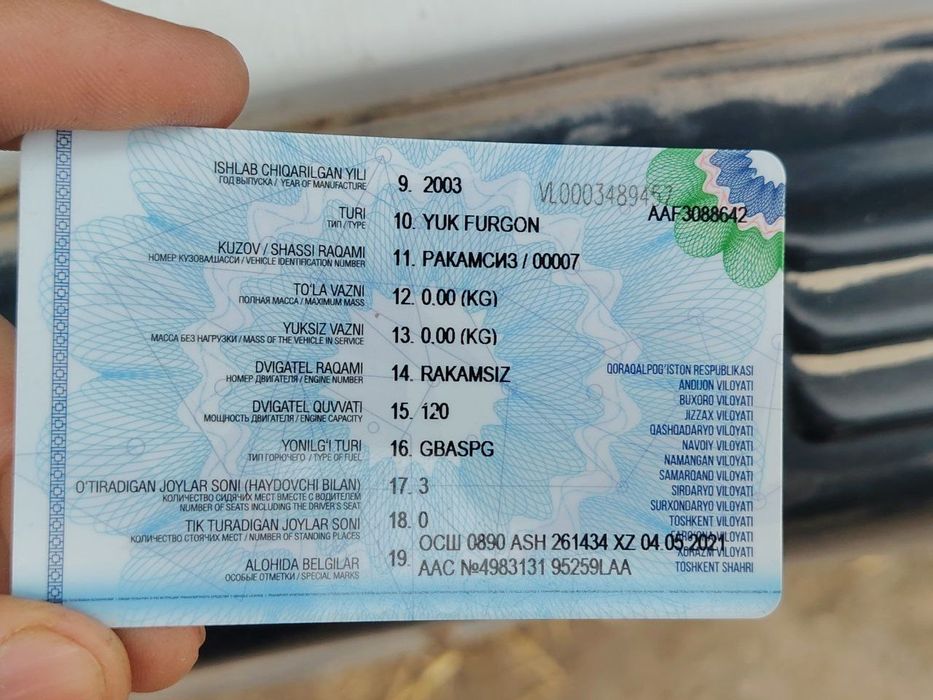 ISHLAB CHIQARILGAN YILI
ГОД ВЫПУСКА / YEAR OF MANUFACTURE
9. 2003
VL0003489452
AAF3088642
TURI
ТИП / TYPE
10. YUK FURGON
KUZOV / SHASSI RAQAMI
НОМЕР КУЗОВА/ШАССИ / VEHICLE IDENTIFICATION NUMBER
11. РАКАМСИЗ / 00007
TO'LA VAZNI
ПОЛНАЯ МАССА / MAXIMUM MASS
12. 0.00 (KG)
YUKSIZ VAZNI
МАССА БЕЗ НАГРУЗКИ / MASS OF THE VEHICLE IN SERVICE
13. 0.00 (KG)
DVIGATEL RAQAMI
НОМЕР ДВИГАТЕЛЯ / ENGINE NUMBER
14. RAKAMSIZ
DVIGATEL QUVVATI
МОЩНОСТЬ ДВИГАТЕЛЯ / ENGINE CAPACITY
15. 120
YONILG'I TURI
ТИП ГОРЮЧЕГО / TYPE OF FUEL
16. GBASPG
O'TIRADIGAN JOYLAR SONI (HAYDOVCHI BILAN)
КОЛИЧЕСТВО СИДЯЧИХ МЕСТ ВМЕСТЕ С ВОДИТЕЛЕМ
NUMBER OF SEATS INCLUDING THE DRIVER'S SEAT
17. 3
TIK TURADIGAN JOYLAR SONI
КОЛИЧЕСТВО СТОЯЧИХ МЕСТ / NUMBER OF STANDING PLACES
18. 0
ALOHIDA BELGILAR
ОСОБЫЕ ОТМЕТКИ / SPECIAL MARKS
19. ОСШ 0890 ASH 261434 XZ 04.05.2021
AAC №4983131 95259LAA
QORAQALPOG'ISTON RESPUBLIKASI
ANDIJON VILOYATI
BUXORO VILOYATI
JIZZAX VILOYATI
QASHQADARYO VILOYATI
NAVOIY VILOYATI
NAMANGAN VILOYATI
SAMARQAND VILOYATI
SIRDARYO VILOYATI
SURXONDARYO VILOYATI
TOSHKENT VILOYATI
FARG'ONA VILOYATI
XORAZM VILOYATI
TOSHKENT SHAHRI